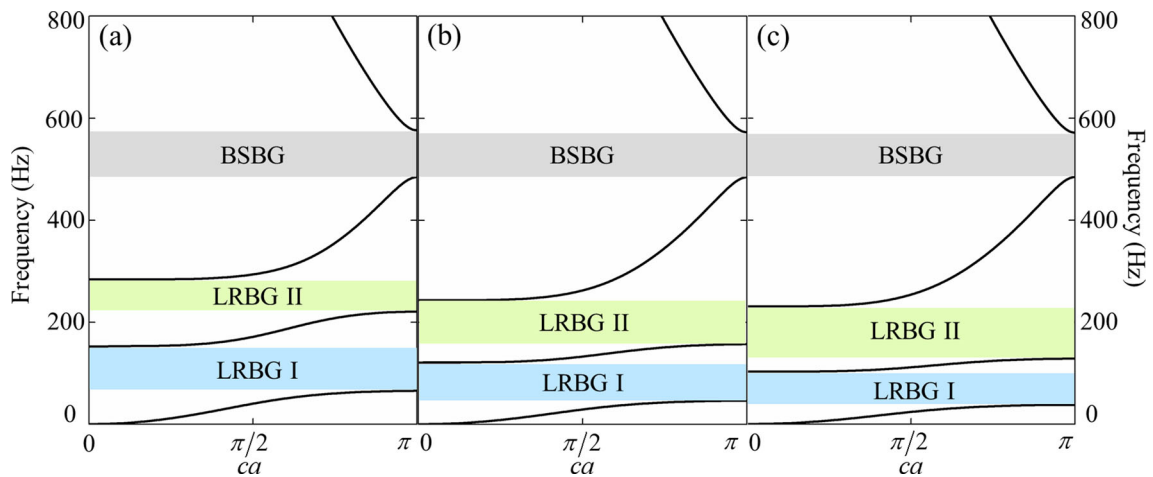 (a)
(b)
(c)
800
600
400
200
0
Frequency (Hz)
BSBG
LRBG II
LRBG I
BSBG
LRBG II
LRBG I
BSBG
LRBG II
LRBG I
800
600
400
200
0
Frequency (Hz)
0 π/2 π
0 π/2 π
0 π/2 π
ca
ca
ca